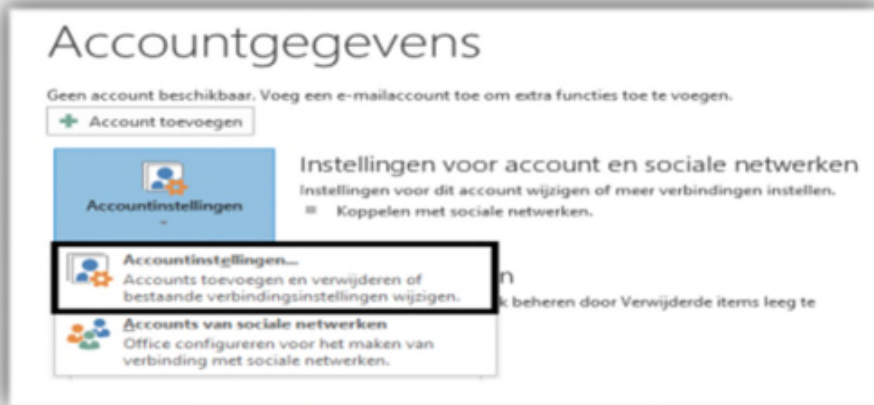 Accountgegevens
Geen account beschikbaar. Voeg een e-mailaccount toe om extra functies toe te voegen.
Account toevoegen
Instellingen voor account en sociale netwerken
Instellingen voor dit account wijzigen of meer verbindingen instellen.
Koppelen met sociale netwerken.
Accountinstellingen
Accountinstellingen...
Accounts toevoegen en verwijderen of
bestaande verbindingsinstellingen wijzigen.
n
k beheren door Verwijderde items leeg te
Accounts van sociale netwerken
Office configureren voor het maken van
verbinding met sociale netwerken.